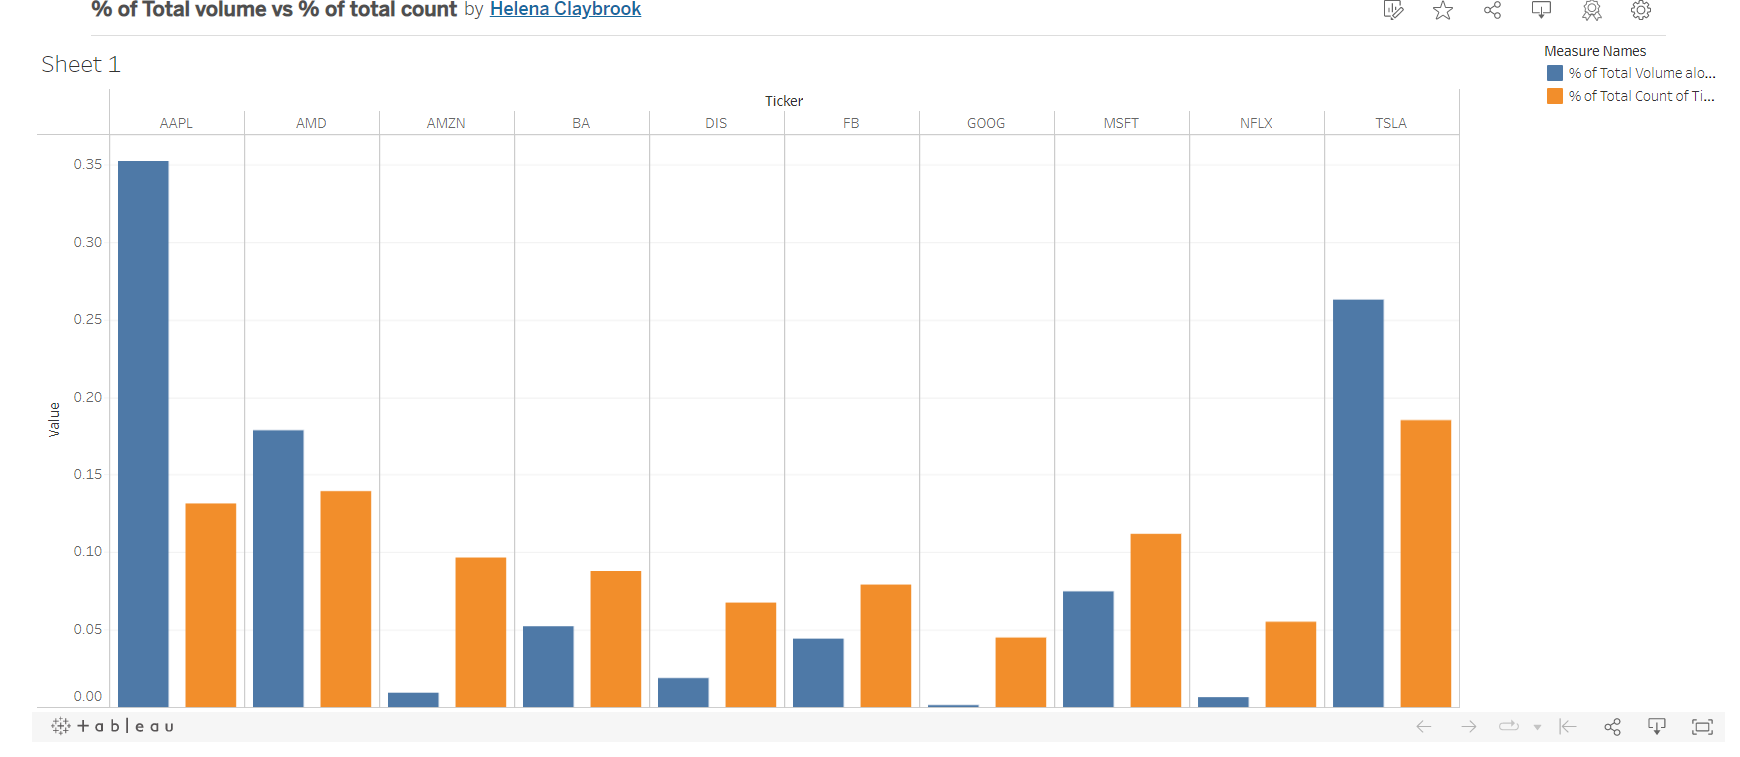 % of Total volume vs % of total count by Helena Claybrook
Sheet 1
Measure Names
% of Total Volume alo...
% of Total Count of Ti...
Ticker
AAPL AMD AMZN BA DIS FB GOOG MSFT NFLX TSLA
0.35
0.30
0.25
0.20
0.15
0.10
0.05
0.00
Value
+ableau